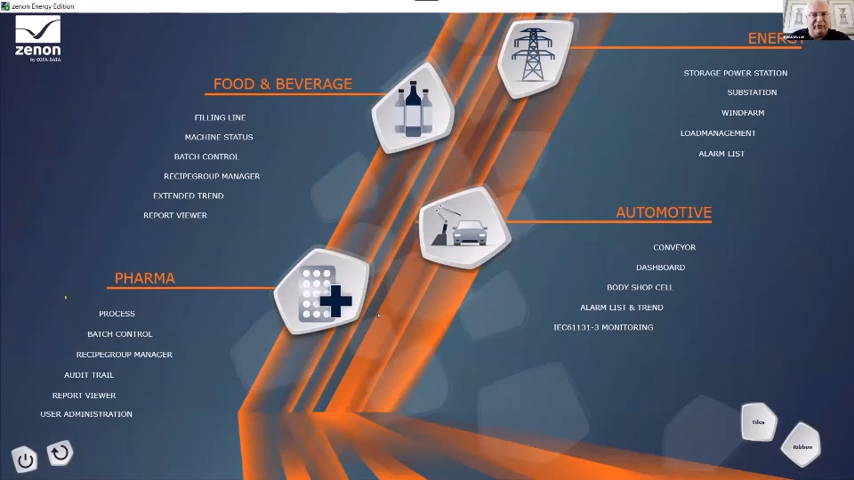 zenon Energy Edition
zenon
by COPA-DATA
FOOD & BEVERAGE
FILLING LINE
MACHINE STATUS
BATCH CONTROL
RECIPEGROUP MANAGER
EXTENDED TREND
REPORT VIEWER
ENERGY
STORAGE POWER STATION
SUBSTATION
WINDFARM
LOADMANAGEMENT
ALARM LIST
AUTOMOTIVE
CONVEYOR
DASHBOARD
BODY SHOP CELL
ALARM LIST & TREND
IEC61131-3 MONITORING
PHARMA
PROCESS
BATCH CONTROL
RECIPEGROUP MANAGER
AUDIT TRAIL
REPORT VIEWER
USER ADMINISTRATION
Tiles
Ribbon